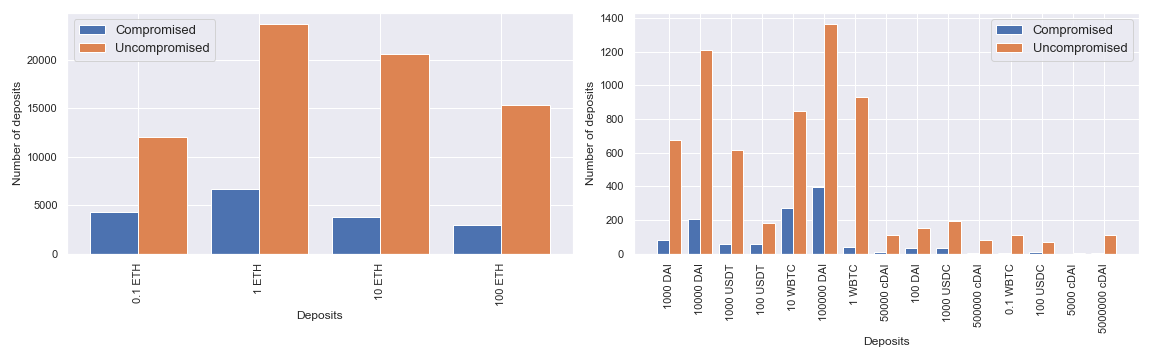 Compromised
Uncompromised
Number of deposits
20000
15000
10000
5000
0
0.1 ETH
1 ETH
10 ETH
100 ETH
Deposits
Compromised
Uncompromised
Number of deposits
1400
1200
1000
800
600
400
200
0
1000 DAI
10000 DAI
1000 USDT
100 USDT
10 WBTC
100000 DAI
1 WBTC
50000 cDAI
100 DAI
1000 USDC
500000 cDAI
0.1 WBTC
100 USDC
5000 cDAI
5000000 cDAI
Deposits